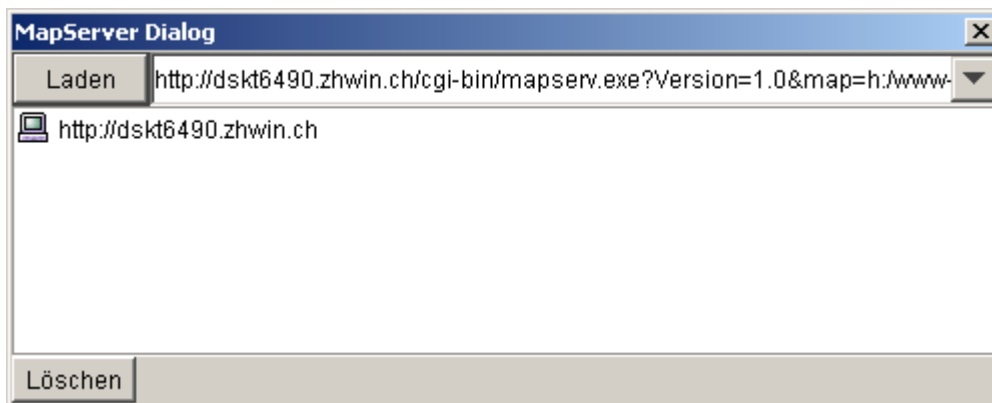 MapServer Dialog
Laden http://dskt6490.zhwin.ch/cgi-bin/mapserv.exe?Version=1.0&map=h:/www-
http://dskt6490.zhwin.ch
Löschen